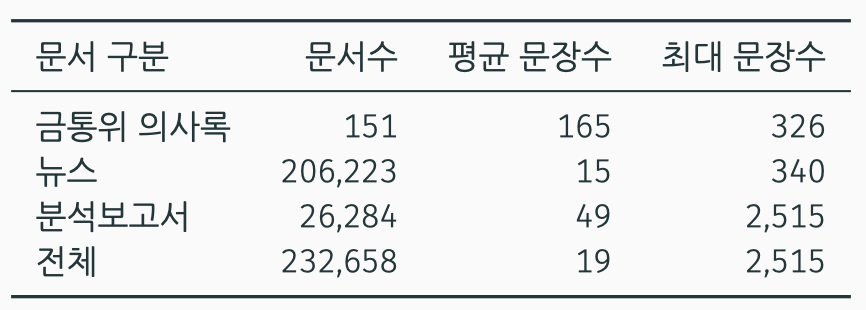 문서 구분 문서수 평균 문장수 최대 문장수
금통위 의사록 151 165 326
뉴스 206,223 15 340
분석보고서 26,284 49 2,515
전체 232,658 19 2,515